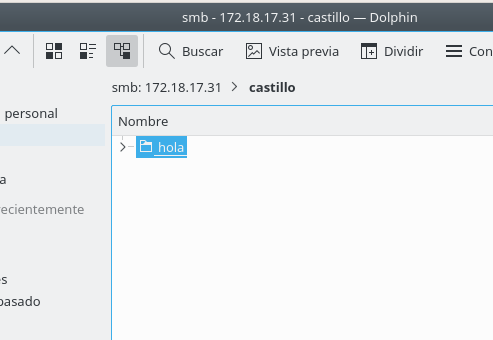 smb - 172.18.17.31 - castillo — Dolphin
Buscar Vista previa Dividir Con
smb: 172.18.17.31 > castillo
personal
Nombre
hola
a
recientemente
es
pasado